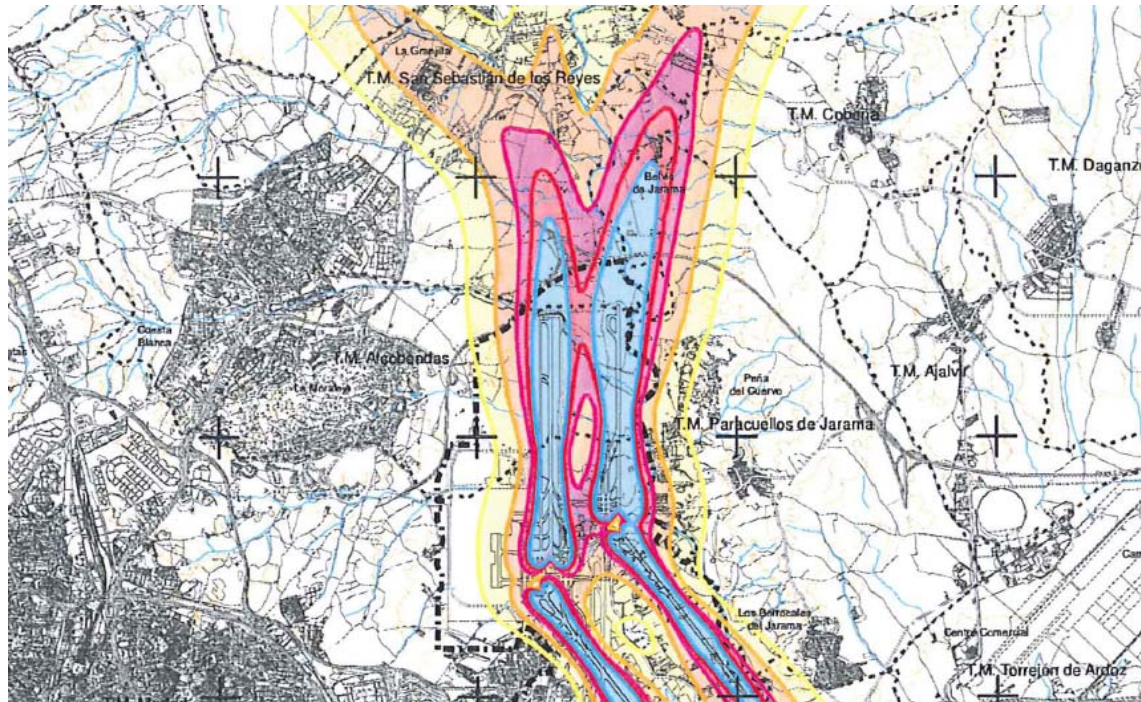 La Granjilla
T.M. San Sebastián de los Reyes
T.M. Cobeña
T.M. Daganzo
Belvis
de Jarama
Cuesta
Blanca
T.M. Alcobendas
La Moraleja
Peña
del Cuervo
T.M. Ajalvir
T.M. Paracuellos de Jarama
Los Berrocales
del Jarama
Centro Comercial
T.M. Torrejón de Ardoz